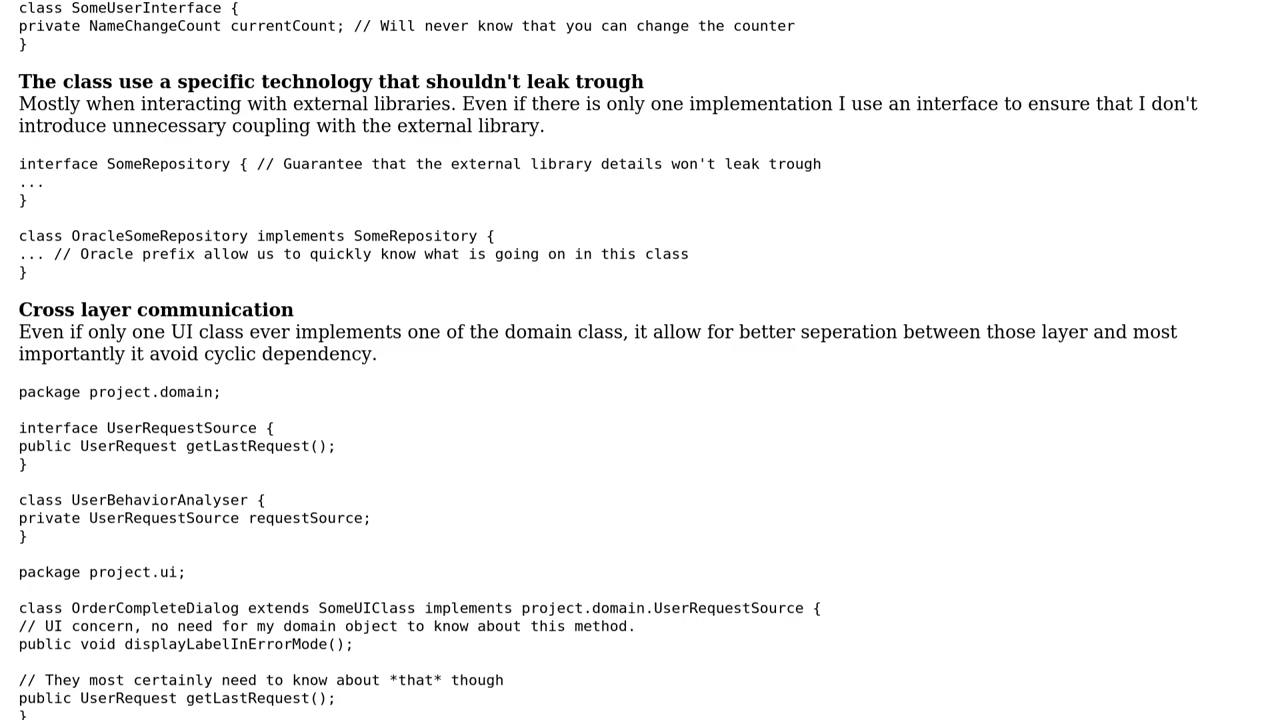 class SomeUserInterface {
private NameChangeCount currentCount; // Will never know that you can change the counter
}
The class use a specific technology that shouldn't leak trough
Mostly when interacting with external libraries. Even if there is only one implementation I use an interface to ensure that I don't
introduce unnecessary coupling with the external library.
interface SomeRepository { // Guarantee that the external library details won't leak trough
...
}
class OracleSomeRepository implements SomeRepository {
... // Oracle prefix allow us to quickly know what is going on in this class
}
Cross layer communication
Even if only one UI class ever implements one of the domain class, it allow for better seperation between those layer and most
importantly it avoid cyclic dependency.
package project.domain;
interface UserRequestSource {
public UserRequest getLastRequest();
}
class UserBehaviorAnalyser {
private UserRequestSource requestSource;
}
package project.ui;
class OrderCompleteDialog extends SomeUIClass implements project.domain.UserRequestSource {
// UI concern, no need for my domain object to know about this method.
public void displayLabelInErrorMode();
// They most certainly need to know about *that* though
public UserRequest getLastRequest();
}